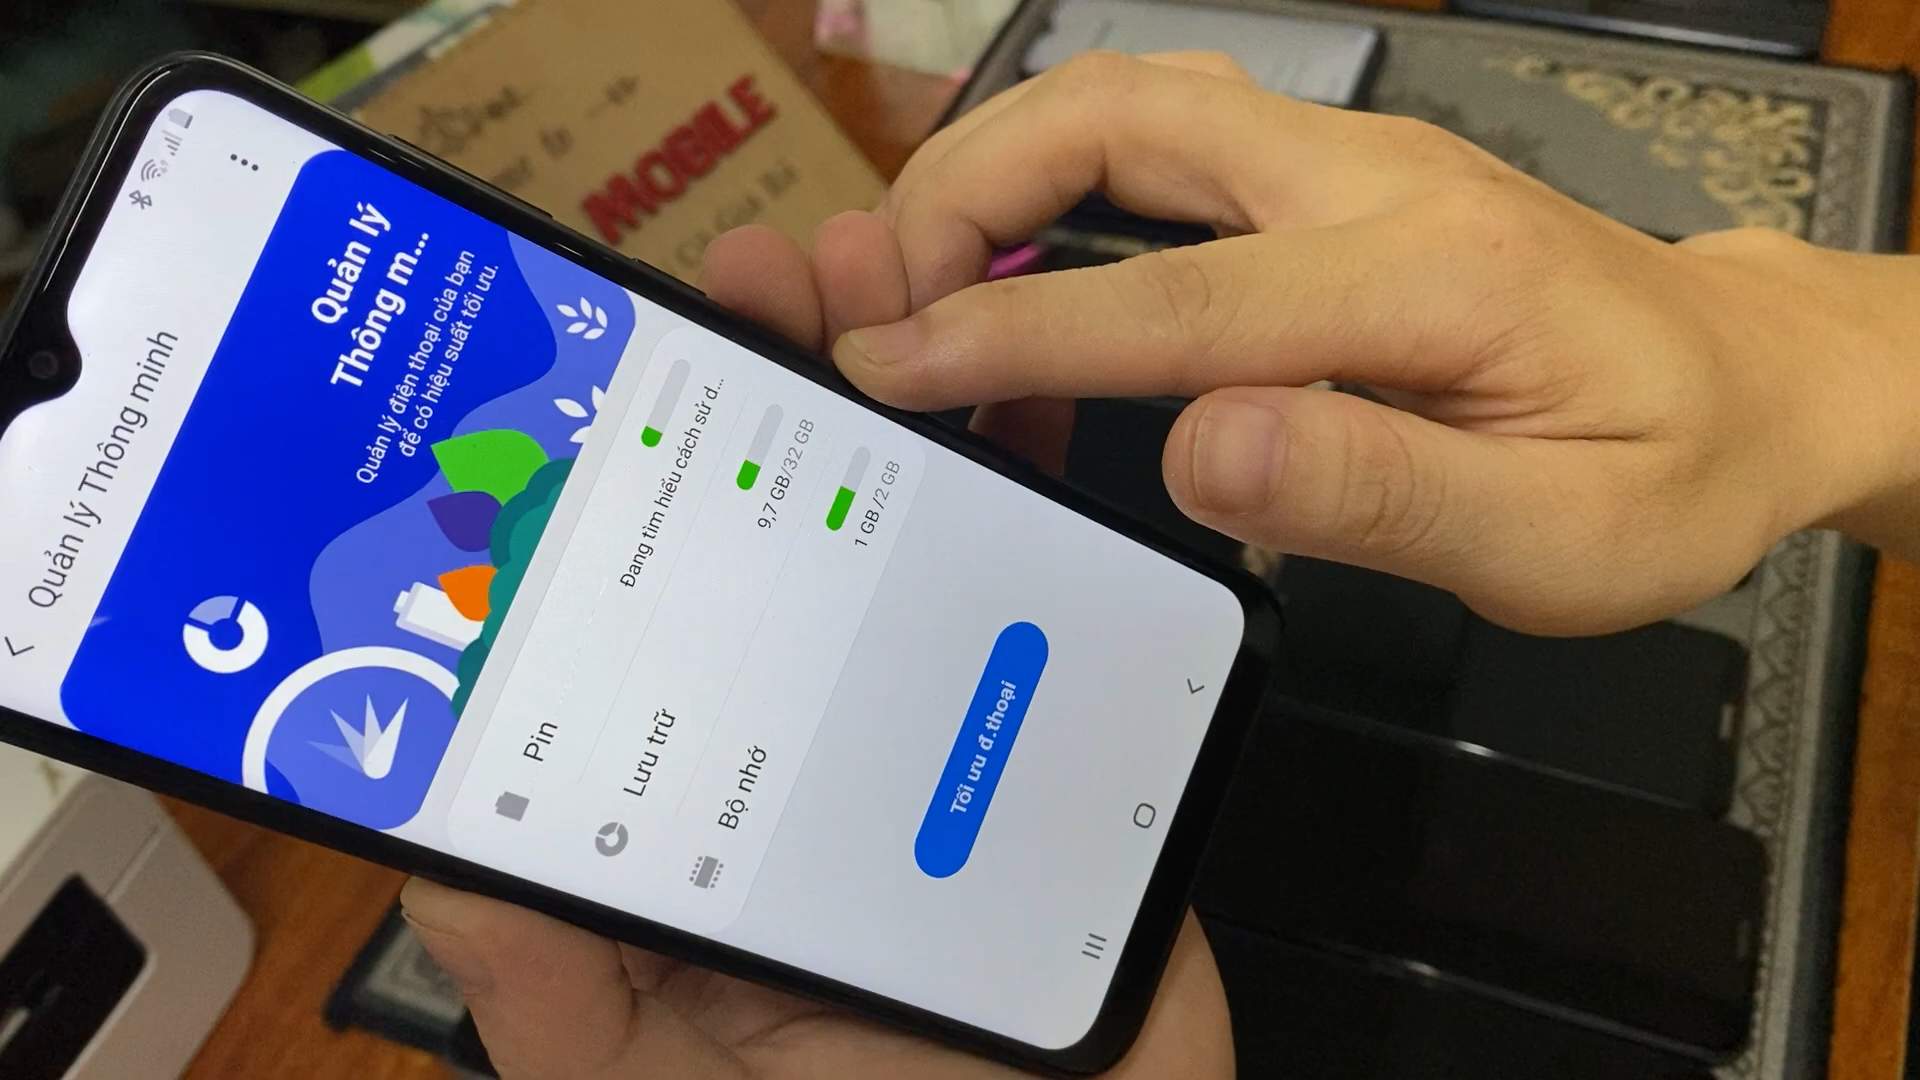 Quản lý Thông minh
Quản lý
Thông m...
Quản lý điện thoại của bạn
để có hiệu suất tối ưu.
Pin
Đang tìm hiểu cách sử d...
Lưu trữ
9,7 GB/32 GB
Bộ nhớ
1 GB/2 GB
Tối ưu đ.thoại
MOBILE